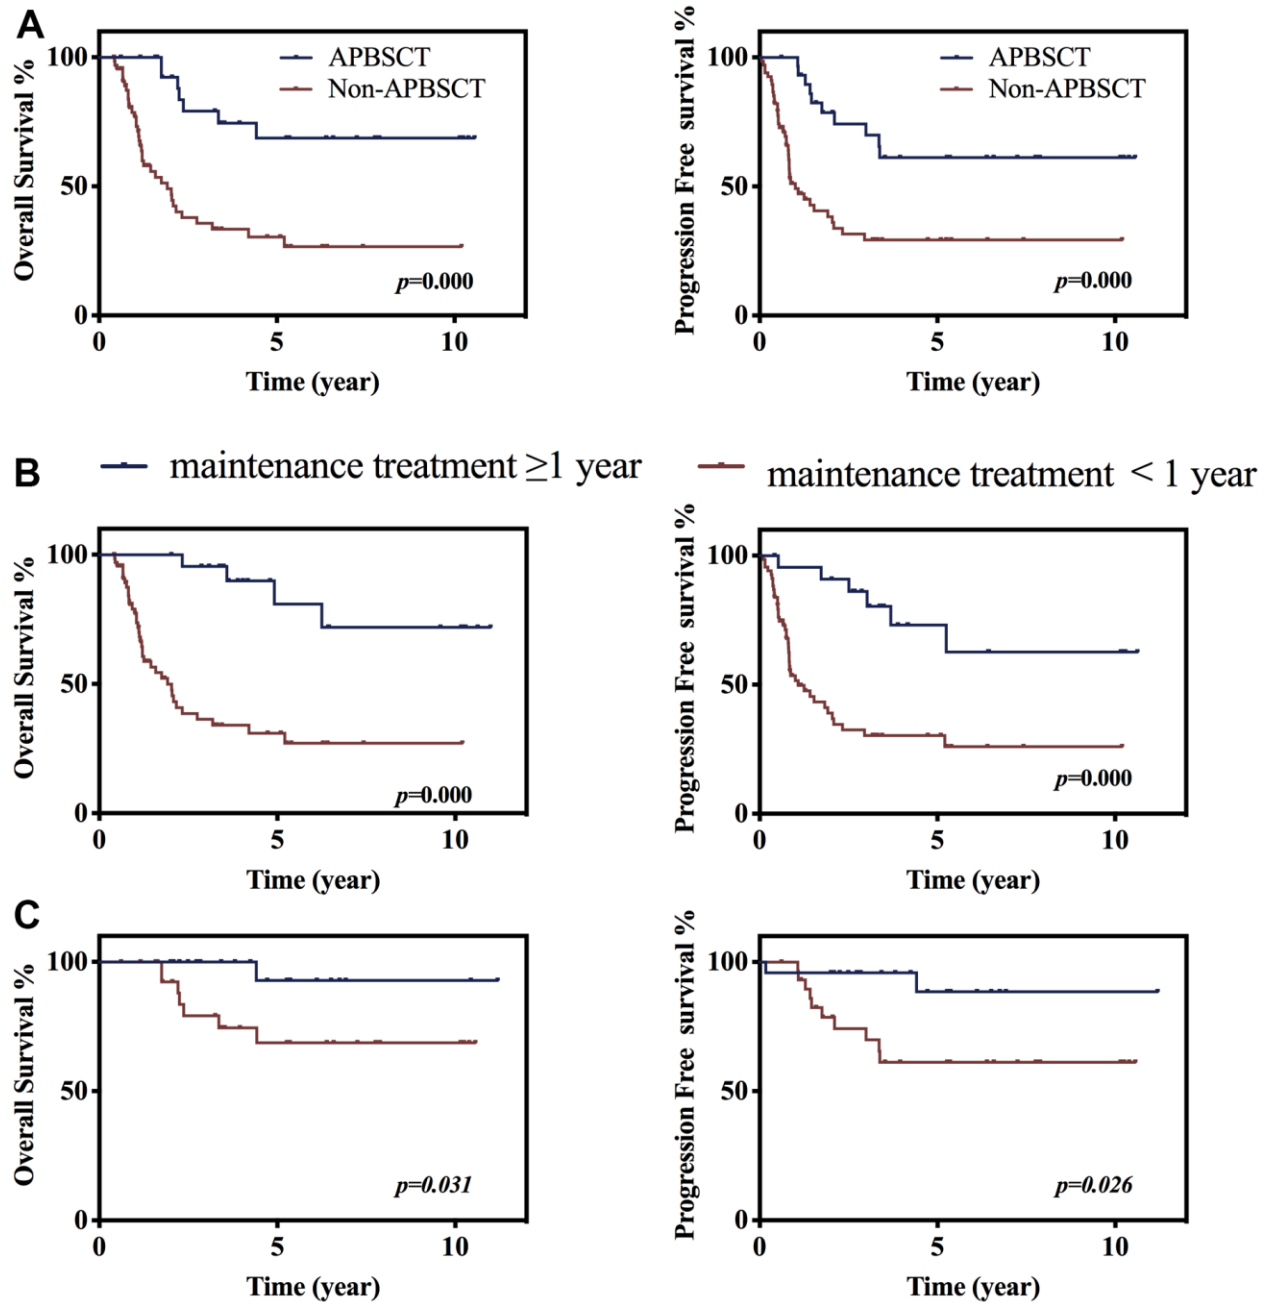 A
Overall Survival %
100
50
0
APBSCT
Non-APBSCT
p=0.000
0 5 10
Time (year)
Progression Free survival %
100
50
0
APBSCT
Non-APBSCT
p=0.000
0 5 10
Time (year)
B
maintenance treatment ≥1 year
maintenance treatment < 1 year
Overall Survival %
100
50
0
p=0.000
0 5 10
Time (year)
Progression Free survival %
100
50
0
p=0.000
0 5 10
Time (year)
C
Overall Survival %
100
50
0
p=0.031
0 5 10
Time (year)
Progression Free survival %
100
50
0
p=0.026
0 5 10
Time (year)